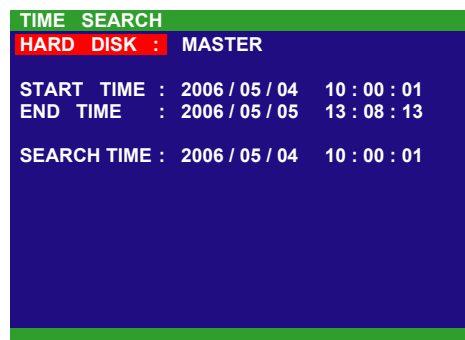 TIME SEARCH
HARD DISK : MASTER
START TIME : 2006 / 05 / 04 10 : 00 : 01
END TIME : 2006 / 05 / 05 13 : 08 : 13
SEARCH TIME : 2006 / 05 / 04 10 : 00 : 01